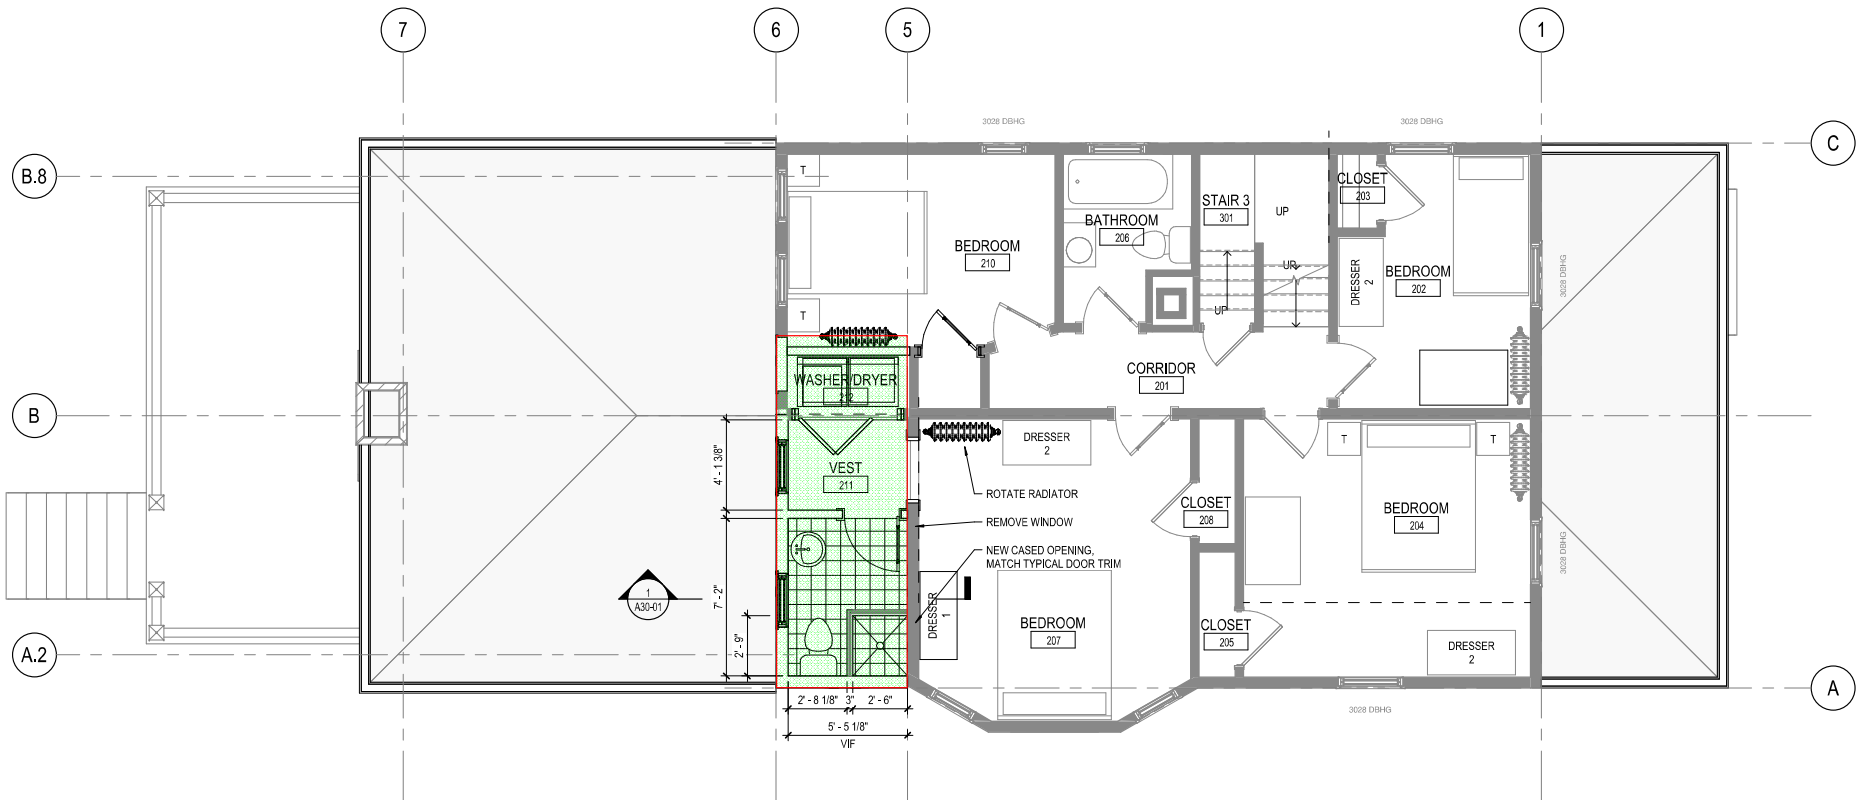 7
6
5
1
3028 DBHG
3028 DBHG
C
B.8
T
CLOSET
203
STAIR 3
301
UP
BATHROOM
206
BEDROOM
210
UP
DRESSER
2
BEDROOM
202
3028 DBHG
T
UP
CORRIDOR
201
WASHER/DRYER
212
B
DRESSER
2
T
T
4' - 1 3/8"
VEST
211
ROTATE RADIATOR
CLOSET
208
BEDROOM
204
REMOVE WINDOW
NEW CASED OPENING,
MATCH TYPICAL DOOR TRIM
3028 DBHG
1
A30-01
7' - 2"
2' - 9"
DRESSER
1
BEDROOM
207
CLOSET
205
DRESSER
2
A.2
A
2' - 8 1/8"
3"
2' - 6"
5' - 5 1/8"
VIF
3028 DBHG